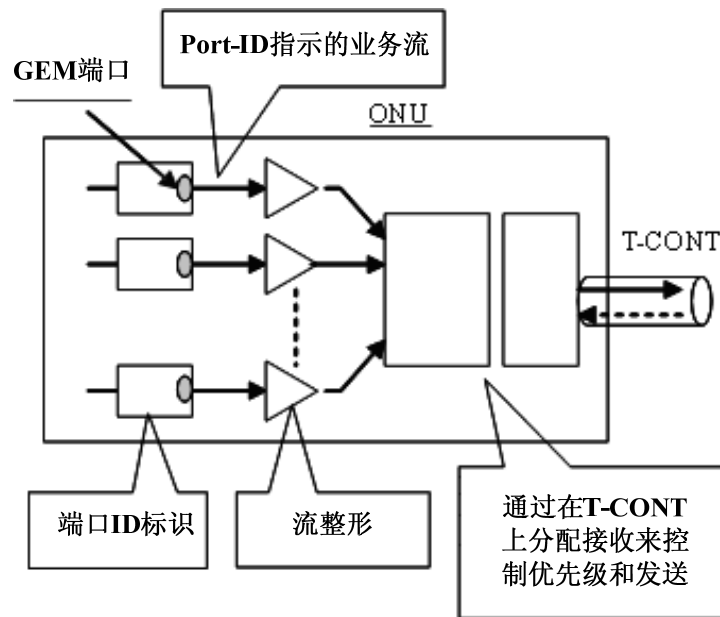 Port-ID指示的业务流
GEM端口
ONU
T-CONT
端口ID标识
流整形
通过在T-CONT
上分配接收来控
制优先级和发送